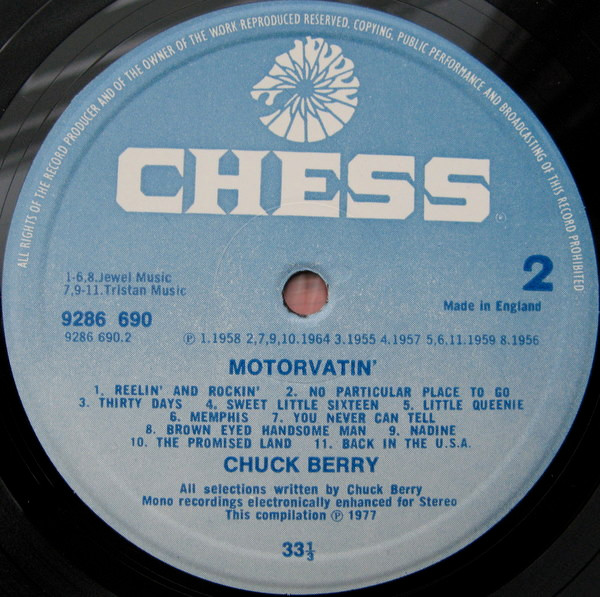 ALL RIGHTS OF THE RECORD PRODUCER AND OF THE OWNER OF THE WORK REPRODUCED RESERVED. COPYING, PUBLIC PERFORMANCE AND BROADCASTING OF THIS RECORD PROHIBITED
CHESS
1-6,8.Jewel Music
7,9-11.Tristan Music
2
Made in England
9286 690
9286 690.2
℗ 1.1958 2,7,9,10.1964 3.1955 4.1957 5,6,11.1959 8.1956
MOTORVATIN'
1. REELIN' AND ROCKIN' 2. NO PARTICULAR PLACE TO GO
3. THIRTY DAYS 4. SWEET LITTLE SIXTEEN 5. LITTLE QUEENIE
6. MEMPHIS 7. YOU NEVER CAN TELL
8. BROWN EYED HANDSOME MAN 9. NADINE
10. THE PROMISED LAND 11. BACK IN THE U.S.A.
CHUCK BERRY
All selections written by Chuck Berry
Mono recordings electronically enhanced for Stereo
This compilation ℗ 1977
33⅓